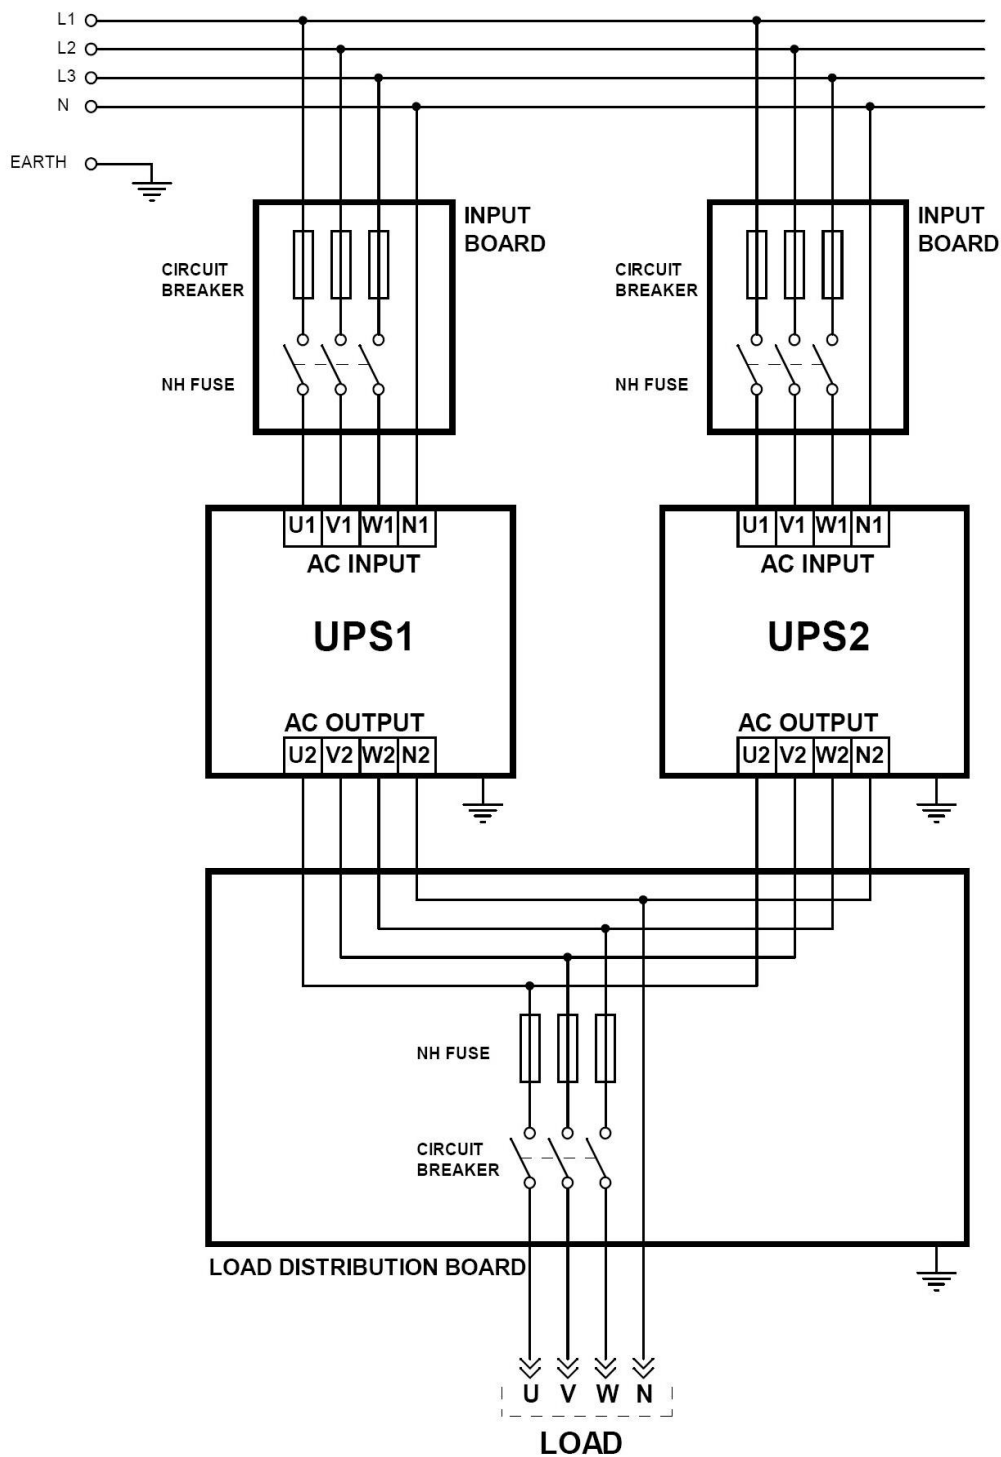 L1
L2
L3
N
EARTH
INPUT
BOARD
INPUT
BOARD
CIRCUIT
BREAKER
CIRCUIT
BREAKER
NH FUSE
NH FUSE
U1 V1 W1 N1
U1 V1 W1 N1
AC INPUT
AC INPUT
UPS1
UPS2
AC OUTPUT
AC OUTPUT
U2 V2 W2 N2
U2 V2 W2 N2
NH FUSE
CIRCUIT
BREAKER
LOAD DISTRIBUTION BOARD
U V W N
LOAD